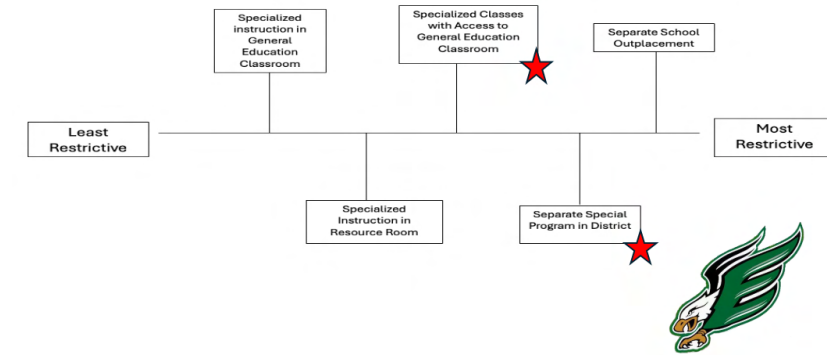 Specialized
instruction in
General
Education
Classroom
Specialized Classes
with Access to
General Education
Classroom
Separate School
Outplacement
Least
Restrictive
Most
Restrictive
Specialized
Instruction in
Resource Room
Separate Special
Program in District